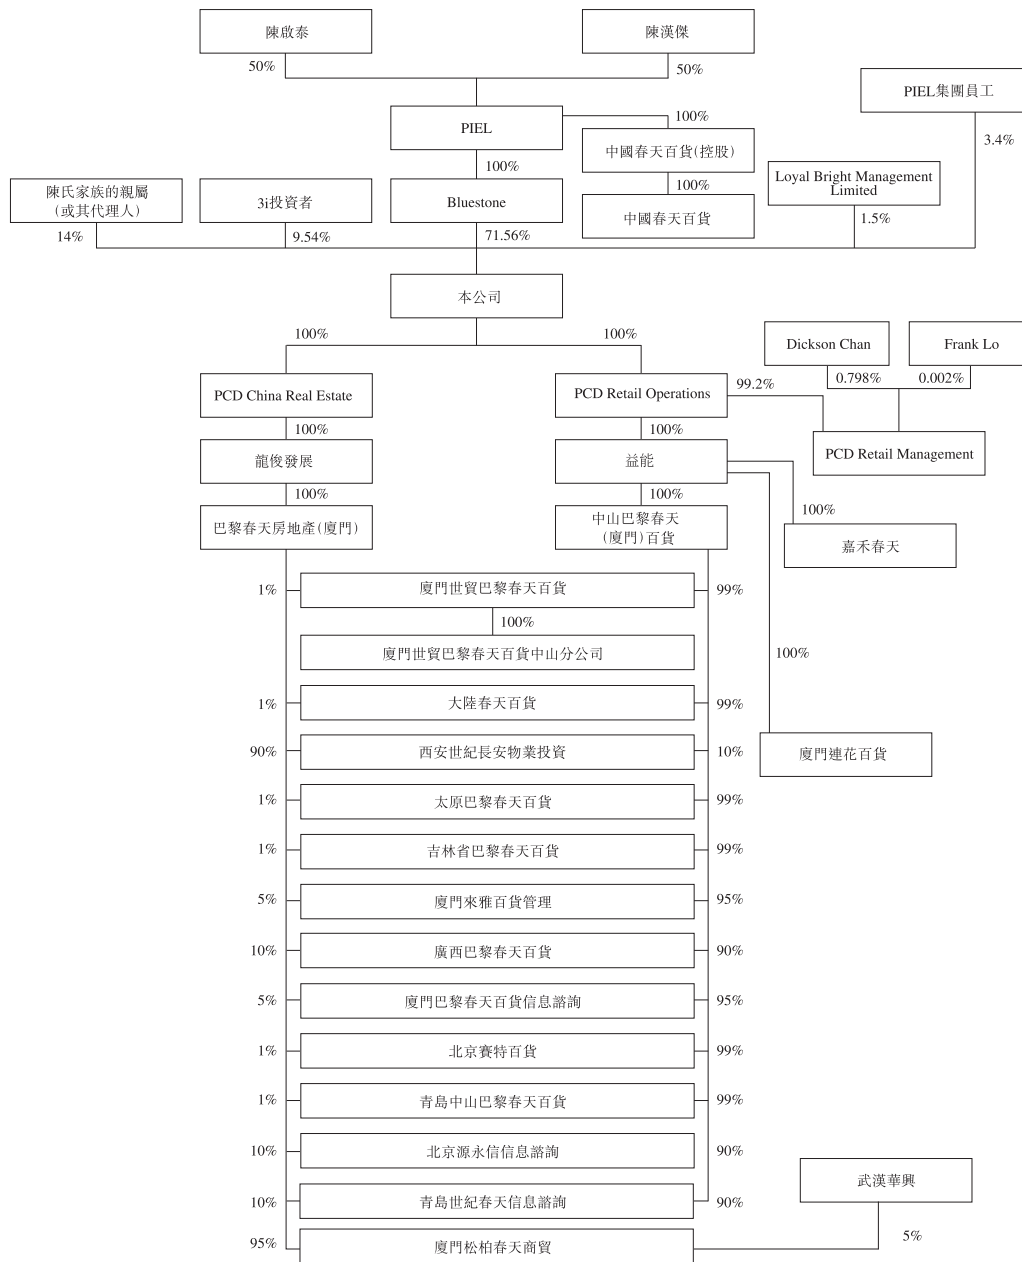 陳啟泰
陳漢傑
50%
50%
PIEL集團員工
3.4%
PIEL
100%
中國春天百貨(控股)
100%
100%
中國春天百貨
陳氏家族的親屬
(或其代理人)
3i投資者
Bluestone
Loyal Bright Management
Limited
14%
9.54%
71.56%
1.5%
本公司
100%
100%
Dickson Chan
Frank Lo
0.798%
0.002%
PCD China Real Estate
PCD Retail Operations
99.2%
PCD Retail Management
100%
100%
龍俊發展
益能
100%
100%
100%
嘉禾春天
巴黎春天房地產(廈門)
中山巴黎春天
(廈門)百貨
1%
廈門世貿巴黎春天百貨
99%
100%
廈門世貿巴黎春天百貨中山分公司
100%
1%
大陸春天百貨
99%
90%
西安世紀長安物業投資
10%
廈門連花百貨
1%
太原巴黎春天百貨
99%
1%
吉林省巴黎春天百貨
99%
5%
廈門來雅百貨管理
95%
10%
廣西巴黎春天百貨
90%
5%
廈門巴黎春天百貨信息諮詢
95%
1%
北京賽特百貨
99%
1%
青島中山巴黎春天百貨
99%
10%
北京源永信信息諮詢
90%
10%
青島世紀春天信息諮詢
90%
武漢華興
5%
95%
廈門松柏春天商貿